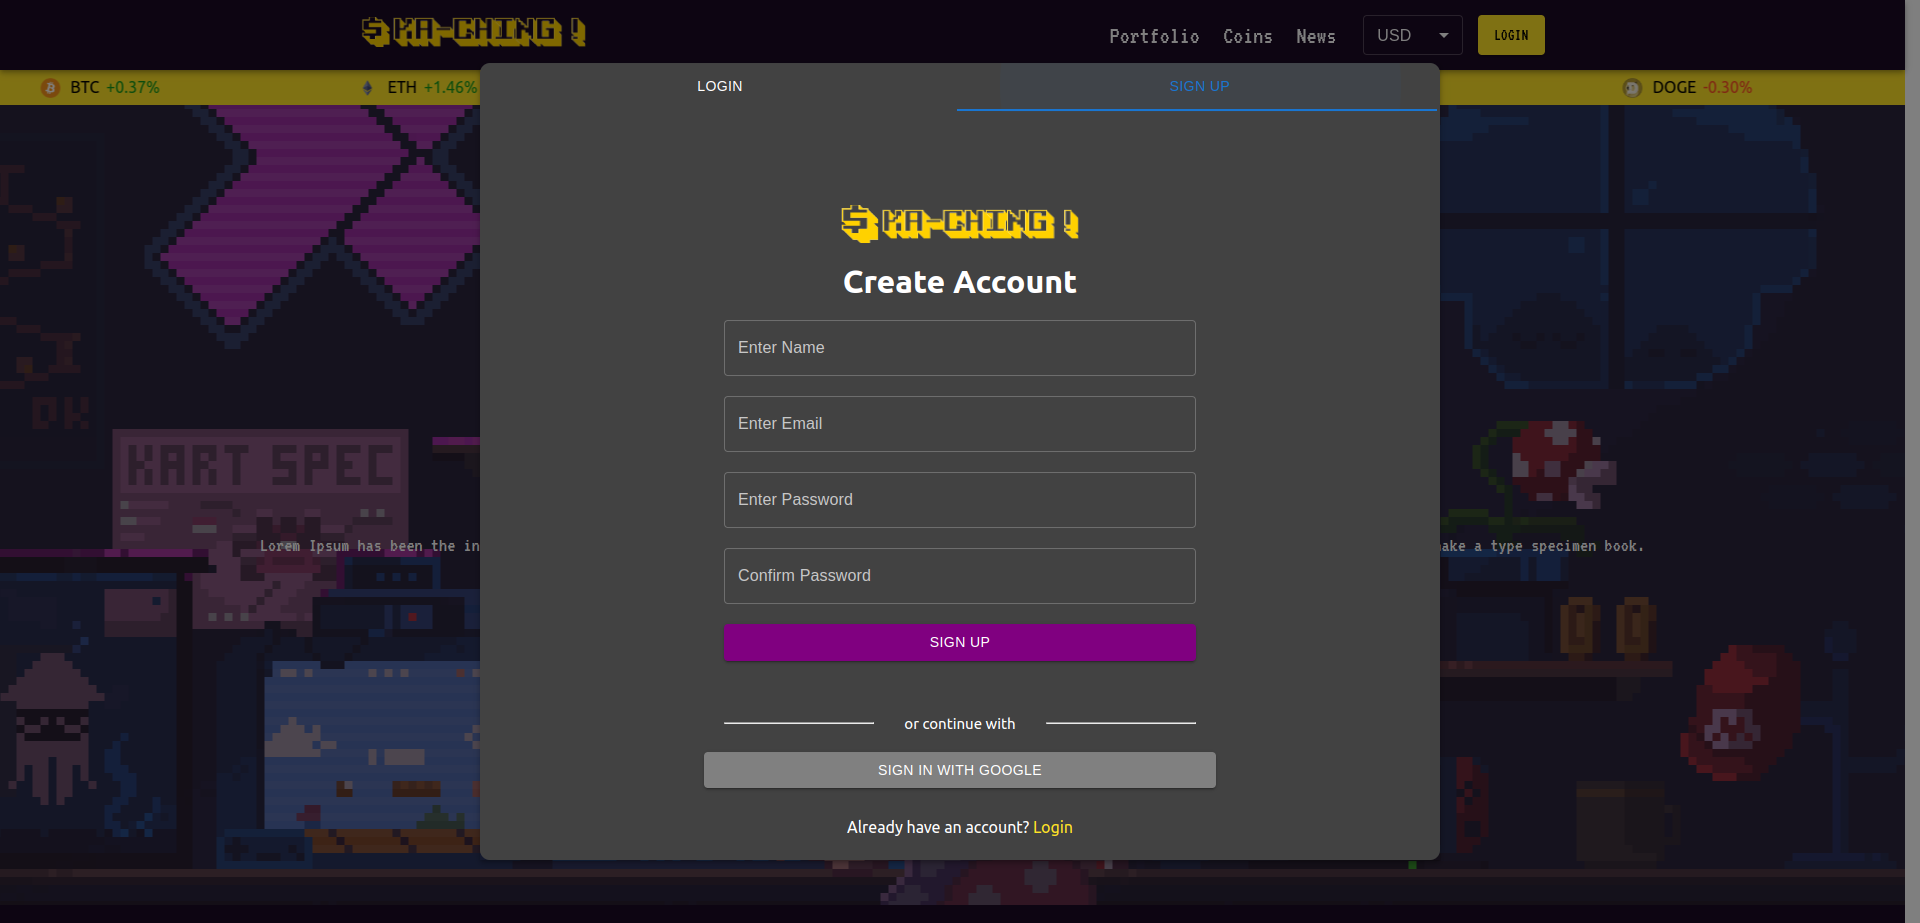 $ KA-CHING !
Portfolio Coins News USD LOGIN
BTC +0.37% ETH +1.46% DOGE -0.30%
LOGIN SIGN UP
$ KA-CHING !
Create Account
Enter Name
Enter Email
Enter Password
Confirm Password
SIGN UP
or continue with
SIGN IN WITH GOOGLE
Already have an account? Login
DK
KART SPEC
Lorem Ipsum has been the in
make a type specimen book.